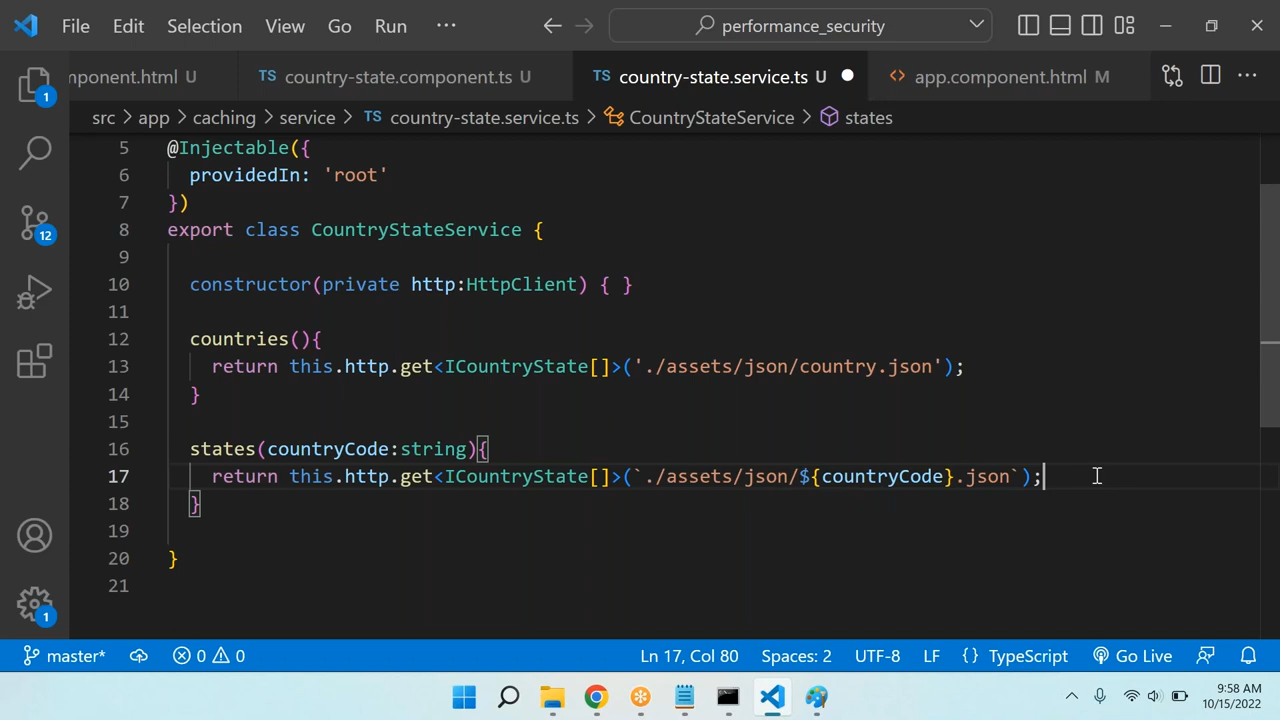 File Edit Selection View Go Run ··· performance_security
mponent.html U TS country-state.component.ts U TS country-state.service.ts U <> app.component.html M ···
src > app > caching > service > TS country-state.service.ts > CountryStateService > states
5 @Injectable({
6 providedIn: 'root'
7 })
8 export class CountryStateService {
9
10 constructor(private http:HttpClient) { }
11
12 countries(){
13 return this.http.get<ICountryState[]>('./assets/json/country.json');
14 }
15
16 states(countryCode:string){
17 return this.http.get<ICountryState[]>(`./assets/json/${countryCode}.json`);
18 }
19
20 }
21
1
12
1
master* 0 0 Ln 17, Col 80 Spaces: 2 UTF-8 LF {} TypeScript Go Live
9:58 AM
10/15/2022